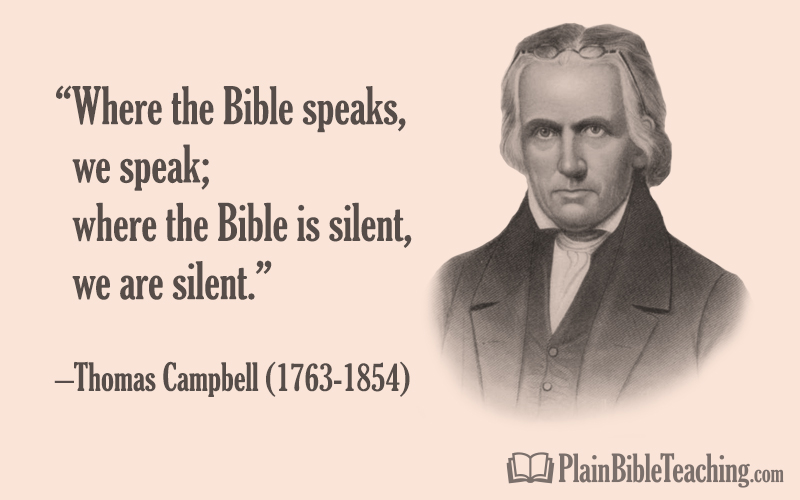 “Where the Bible speaks,
we speak;
where the Bible is silent,
we are silent.”
–Thomas Campbell (1763-1854)
PlainBibleTeaching.com